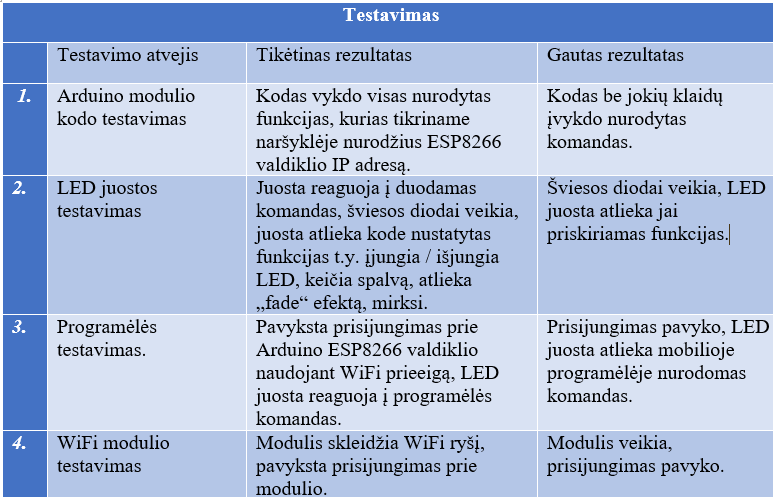 Testavimas
Testavimo atvejis
Tikėtinas rezultatas
Gautas rezultatas
1.
Arduino modulio
kodo testavimas
Kodas vykdo visas nurodytas
funkcijas, kurias tikriname
naršyklėje nurodžius ESP8266
valdiklio IP adresą.
Kodas be jokių klaidų
įvykdo nurodytas
komandas.
2.
LED juostos
testavimas
Juosta reaguoja į duodamas
komandas, šviesos diodai veikia,
juosta atlieka kode nustatytas
funkcijas t.y. įjungia / išjungia
LED, keičia spalvą, atlieka
„fade“ efektą, mirksi.
Šviesos diodai veikia, LED
juosta atlieka jai
priskiriamas funkcijas.
3.
Programėlės
testavimas.
Pavyksta prisijungimas prie
Arduino ESP8266 valdiklio
naudojant WiFi prieeigą, LED
juosta reaguoja į programėlės
komandas.
Prisijungimas pavyko, LED
juosta atlieka mobilioje
programėlėje nurodomas
komandas.
4.
WiFi modulio
testavimas
Modulis skleidžia WiFi ryšį,
pavyksta prisijungimas prie
modulio.
Modulis veikia,
prisijungimas pavyko.